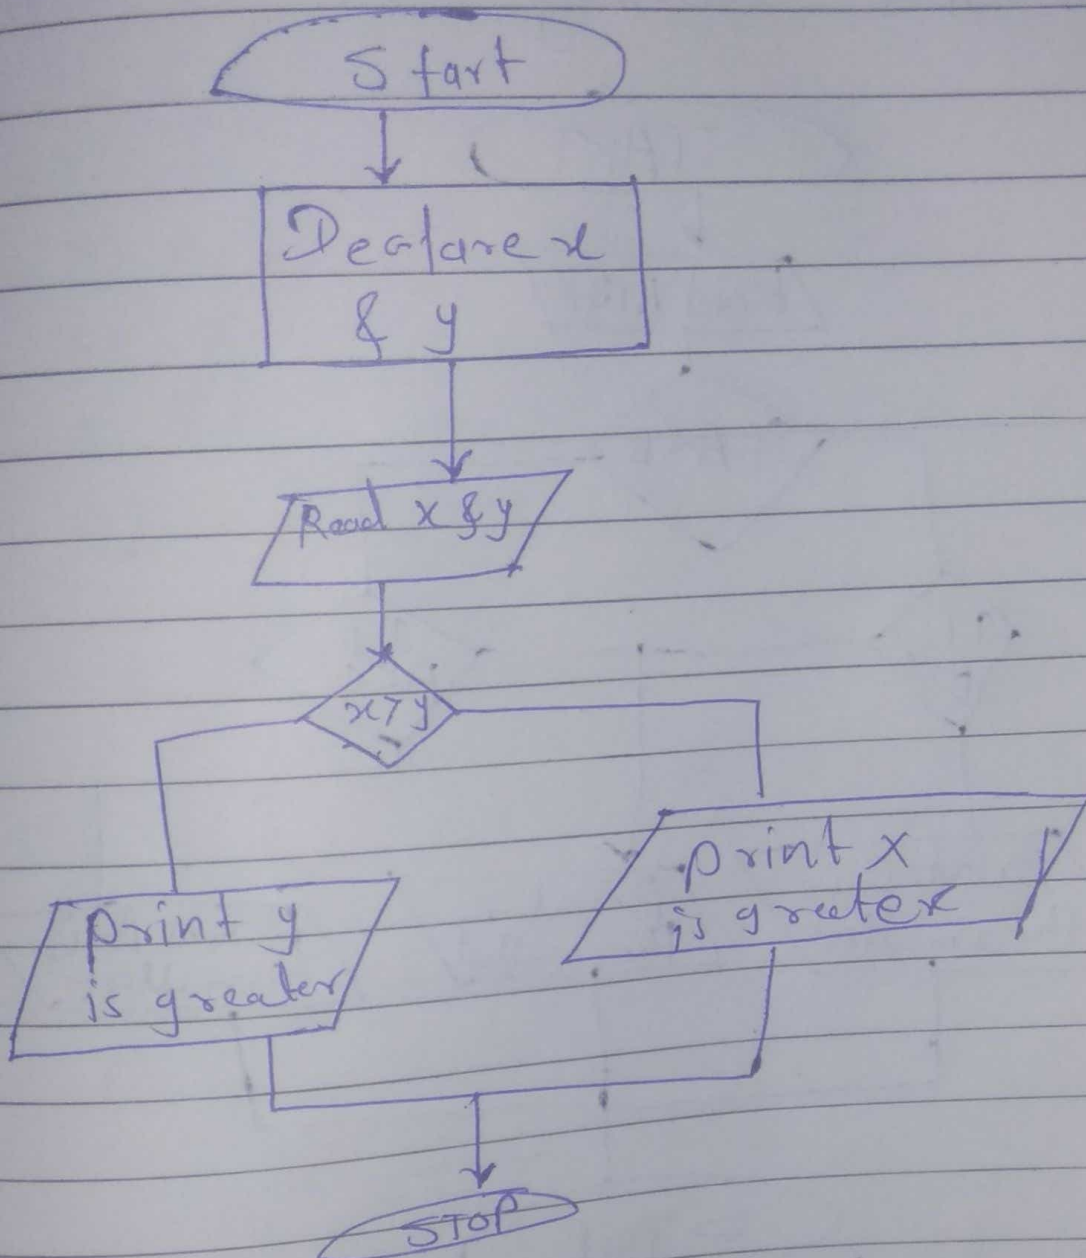 Start
Declare x
& y
Read x & y
x>y
print x
is greater
print y
is greater
STOP